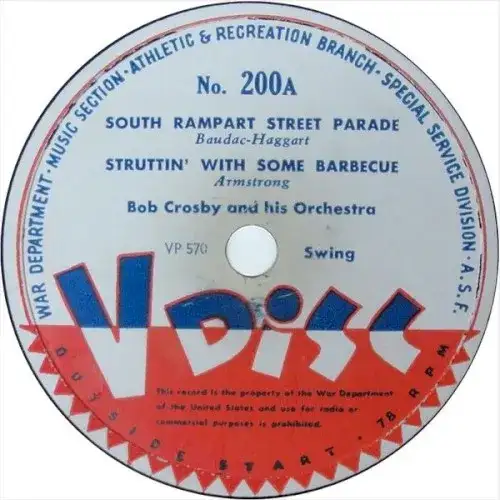 WAR DEPARTMENT · MUSIC SECTION · ATHLETIC & RECREATION BRANCH · SPECIAL SERVICE DIVISION · A.S.F.
No. 200A
SOUTH RAMPART STREET PARADE
Baudac-Haggart
STRUTTIN' WITH SOME BARBECUE
Armstrong
Bob Crosby and his Orchestra
VP 570
Swing
V DiSC
This record is the property of the War Department
of the United States and use for radio or
commercial purposes is prohibited.
OUTSIDE START · 78 RPM